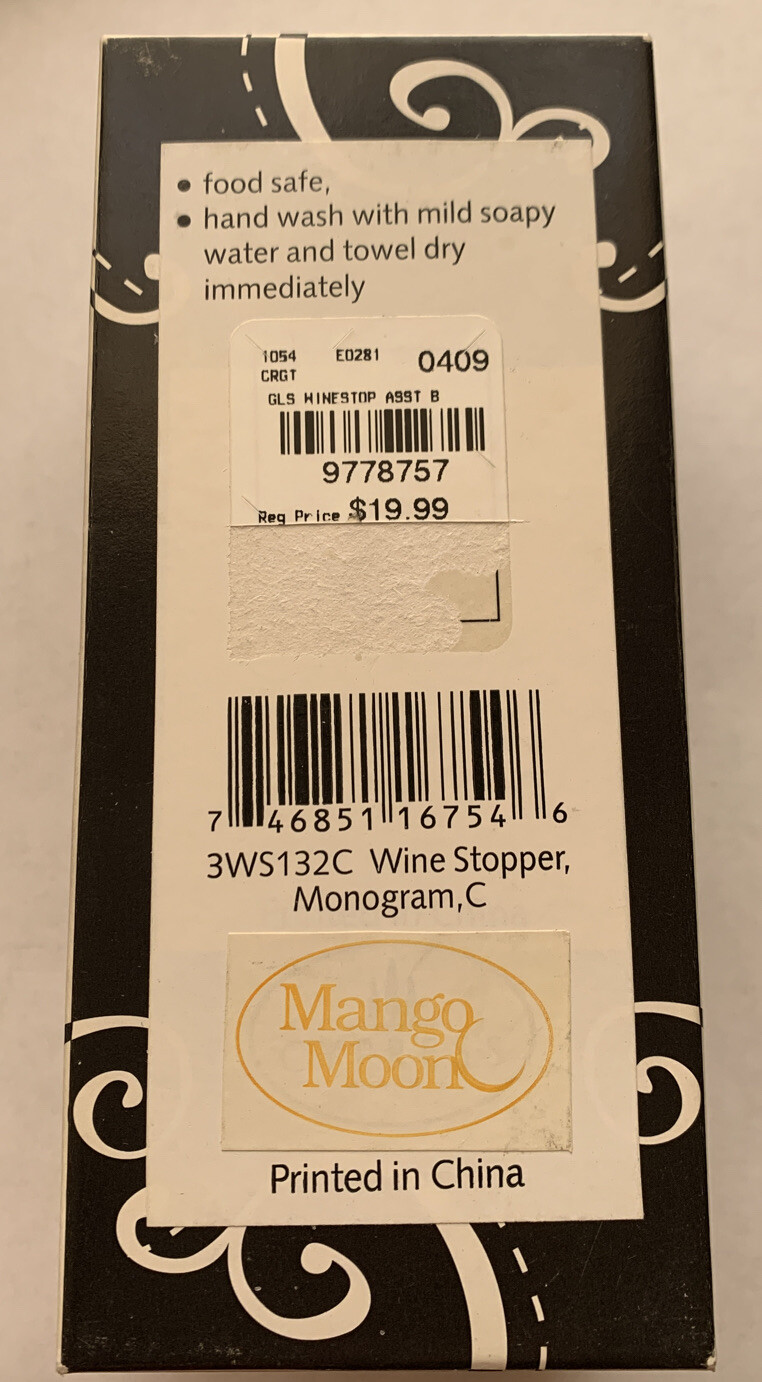 • food safe,
• hand wash with mild soapy
water and towel dry
immediately
1054 E0281 0409
CRGT
GLS WINESTOP ASST B
9778757
Reg Price $19.99
7 46851 16754 6
3WS132C Wine Stopper,
Monogram,C
Mango
Moon
Printed in China